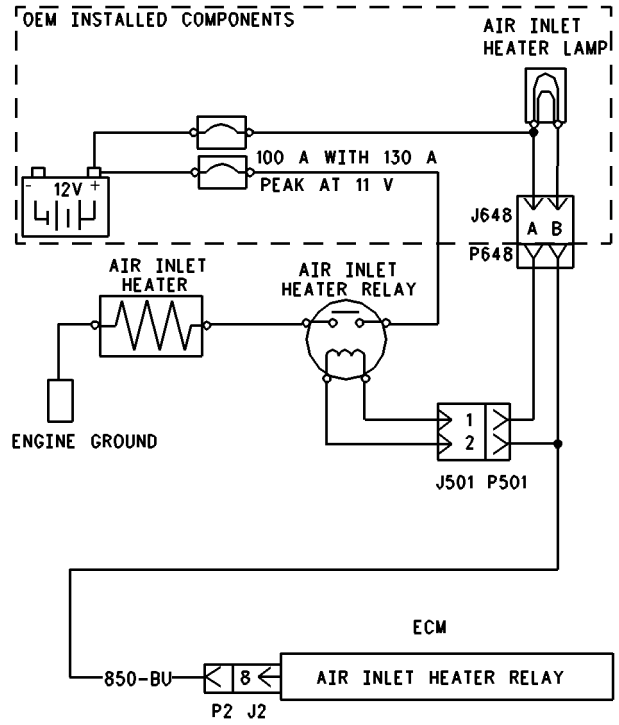 OEM INSTALLED COMPONENTS
AIR INLET
HEATER LAMP
100 A WITH 130 A
PEAK AT 11 V
- 12V +
J648
A B
P648
AIR INLET
HEATER
AIR INLET
HEATER RELAY
1
2
ENGINE GROUND
J501 P501
ECM
850-BU
8
AIR INLET HEATER RELAY
P2 J2